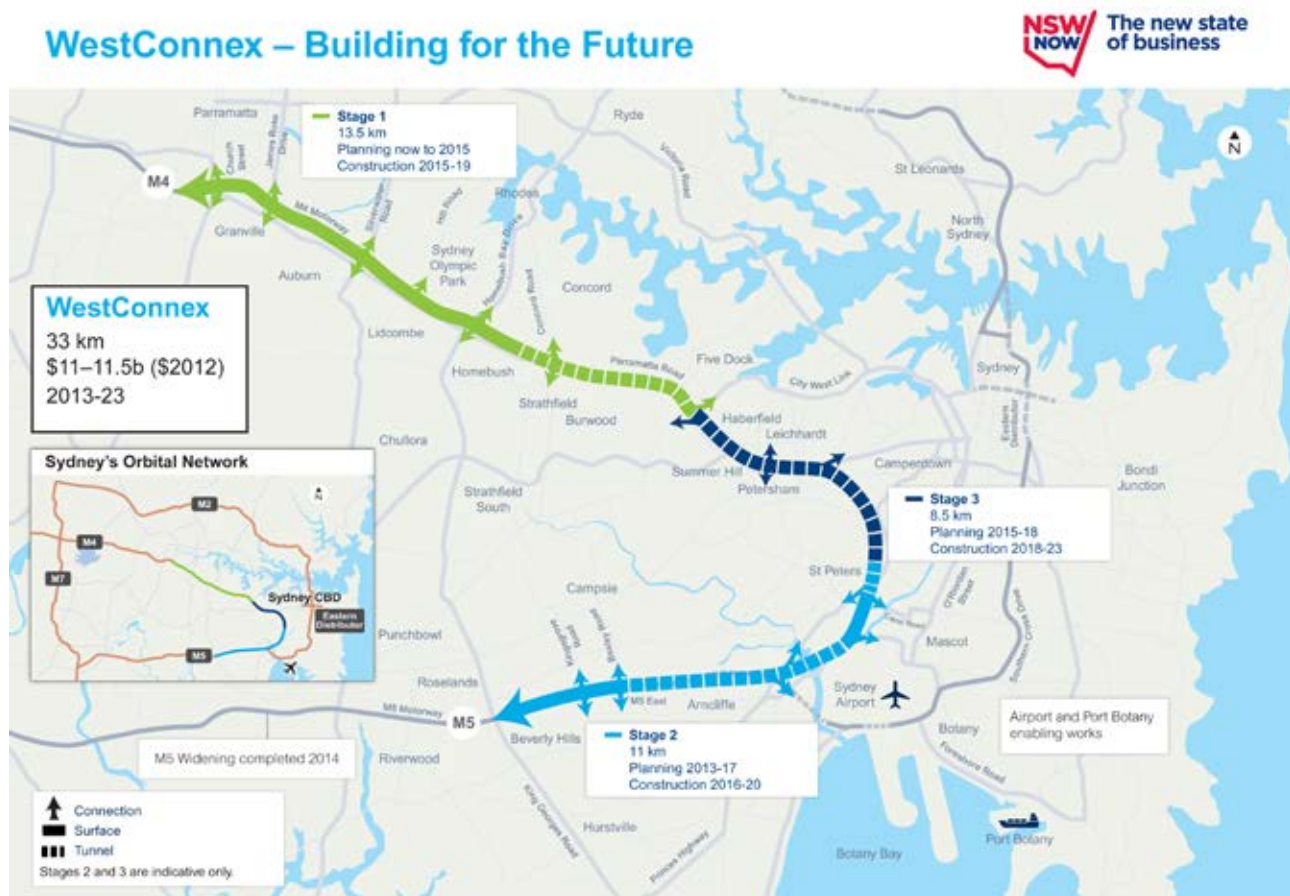 WestConnex – Building for the Future
NSW
NOW
The new state
of business
Stage 1
13.5 km
Planning now to 2015
Construction 2015-19
Parramatta
Church
Street
James Ruse
Drive
M4
M4 Motorway
Granville
Silverwater
Road
Hill Road
Auburn
Sydney
Olympic
Park
Homebush Bay Drive
Rhodes
Ryde
Victoria Road
St Leonards
North
Sydney
N
Concord Road
Concord
Lidcombe
Homebush
Strathfield
Burwood
Parramatta Road
Five Dock
City West Link
Sydney
Eastern
Distributor
Haberfield
Leichhardt
Summer Hill
Petersham
Camperdown
Bondi
Junction
Chullora
Strathfield
South
WestConnex
33 km
$11–11.5b ($2012)
2013-23
Sydney's Orbital Network
N
M2
M4
M7
Sydney CBD
Eastern
Distributor
M5
Stage 3
8.5 km
Planning 2015-18
Construction 2018-23
St Peters
O'Riordan
Street
Mascot
Southern Cross Drive
Campsie
Kingsgrove
Road
Bexley Road
Punchbowl
Roselands
M5 Motorway
M5
M5 East
Arncliffe
Sydney
Airport
Beverly Hills
Riverwood
M5 Widening completed 2014
Stage 2
11 km
Planning 2013-17
Construction 2016-20
Botany
Foreshore Road
Airport and Port Botany
enabling works
King Georges Road
Hurstville
Princes Highway
Botany Bay
Port Botany
Connection
Surface
Tunnel
Stages 2 and 3 are indicative only.